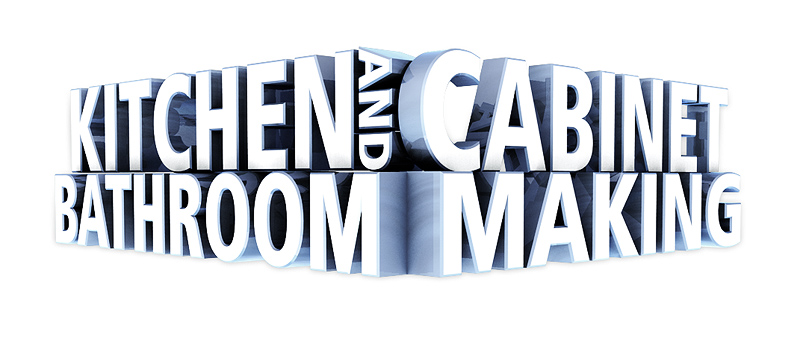 KITCHEN AND CABINET
BATHROOM MAKING